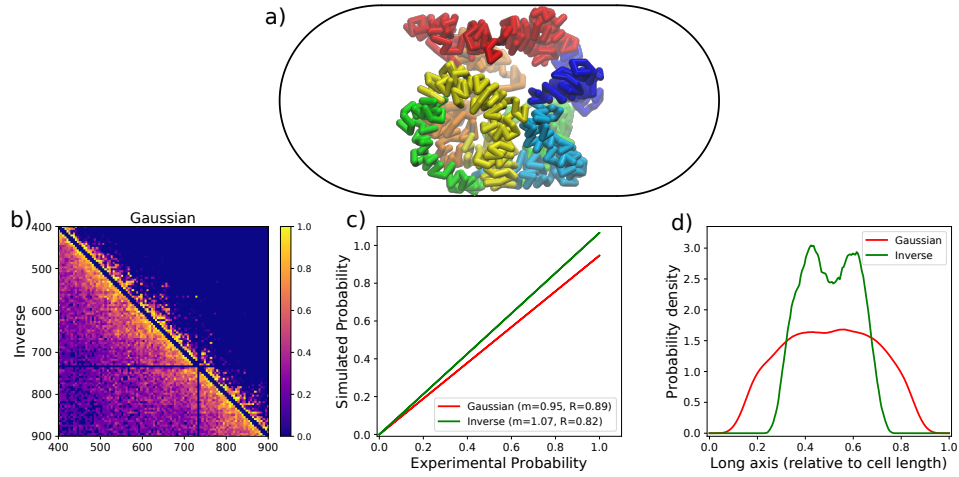 a)
b)
Gaussian
Inverse
400
500
600
700
800
900
400 500 600 700 800 900
1.0
0.8
0.6
0.4
0.2
0.0
c)
Simulated Probability
1.0
0.8
0.6
0.4
0.2
0.0
Gaussian (m=0.95, R=0.89)
Inverse (m=1.07, R=0.82)
0.0 0.2 0.4 0.6 0.8 1.0
Experimental Probability
d)
Probability density
3.0
2.5
2.0
1.5
1.0
0.5
0.0
Gaussian
Inverse
0.0 0.2 0.4 0.6 0.8 1.0
Long axis (relative to cell length)